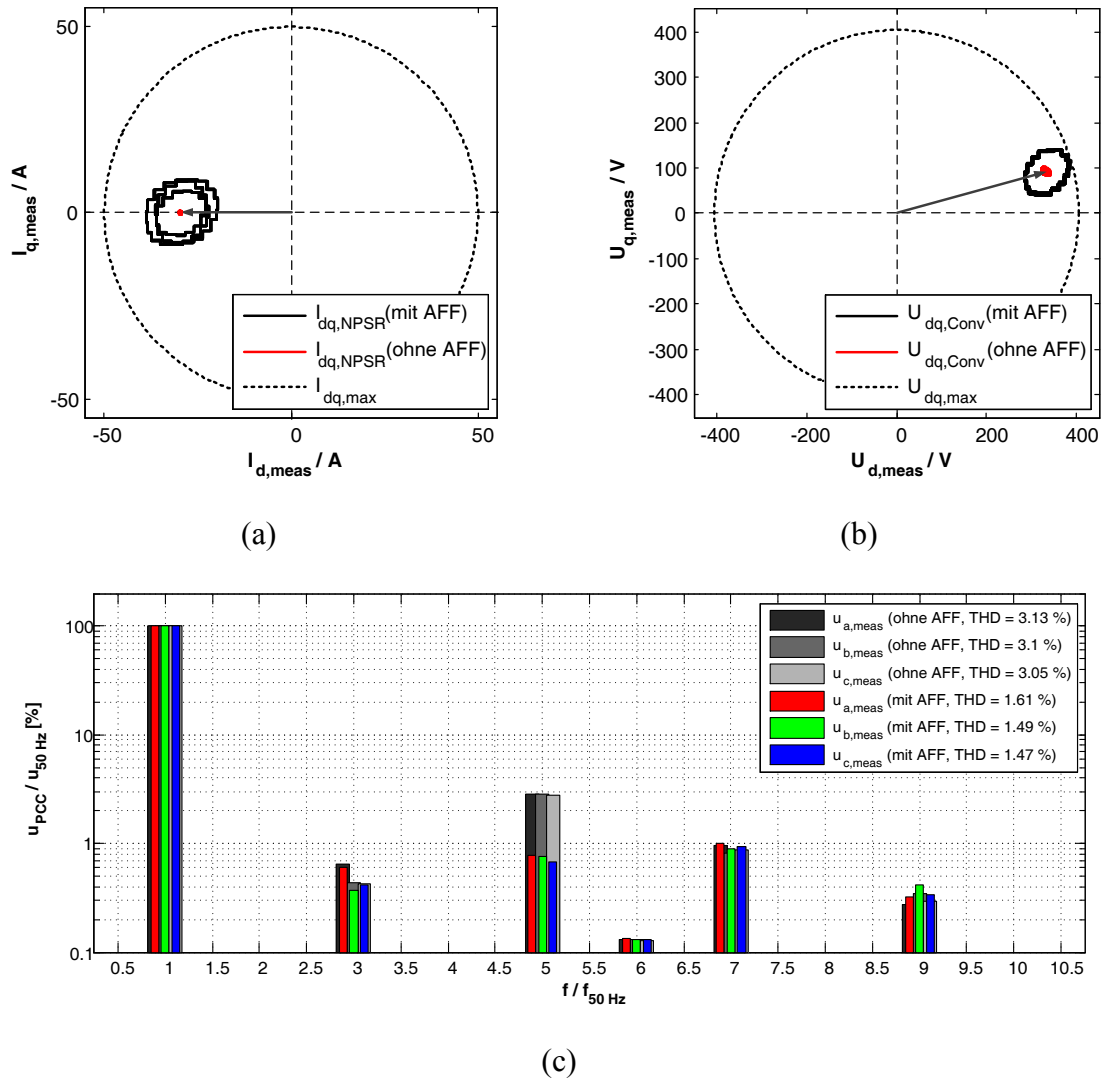 50
0
-50
-50
0
50
I_q,meas / A
I_d,meas / A
I_dq,NPSR (mit AFF)
I_dq,NPSR (ohne AFF)
I_dq,max
(a)
400
300
200
100
0
-100
-200
-300
-400
-400
-200
0
200
400
U_q,meas / V
U_d,meas / V
U_dq,Conv (mit AFF)
U_dq,Conv (ohne AFF)
U_dq,max
(b)
u_PCC / u_50 Hz [%]
100
10
1
0.1
0.5 1 1.5 2 2.5 3 3.5 4 4.5 5 5.5 6 6.5 7 7.5 8 8.5 9 9.5 10 10.5
f / f_50 Hz
u_a,meas (ohne AFF, THD = 3.13 %)
u_b,meas (ohne AFF, THD = 3.1 %)
u_c,meas (ohne AFF, THD = 3.05 %)
u_a,meas (mit AFF, THD = 1.61 %)
u_b,meas (mit AFF, THD = 1.49 %)
u_c,meas (mit AFF, THD = 1.47 %)
(c)